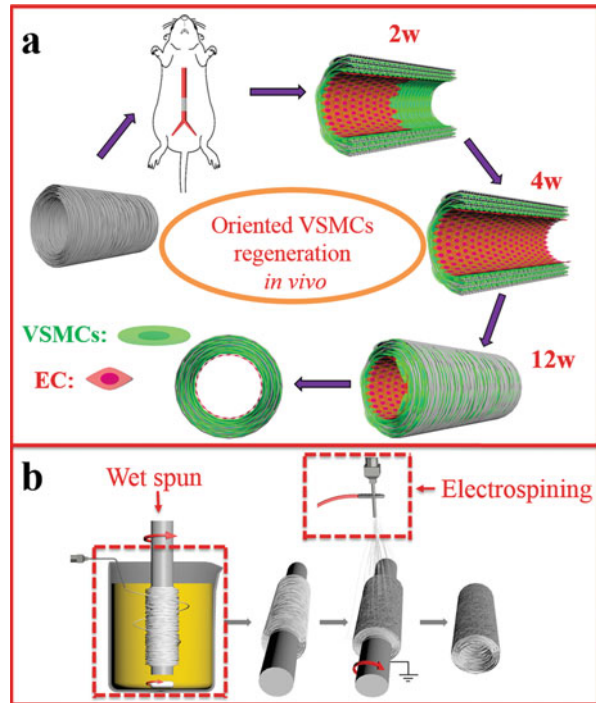 a
2w
4w
Oriented VSMCs
regeneration
in vivo
VSMCs:
EC:
12w
b
Wet spun
Electrospining